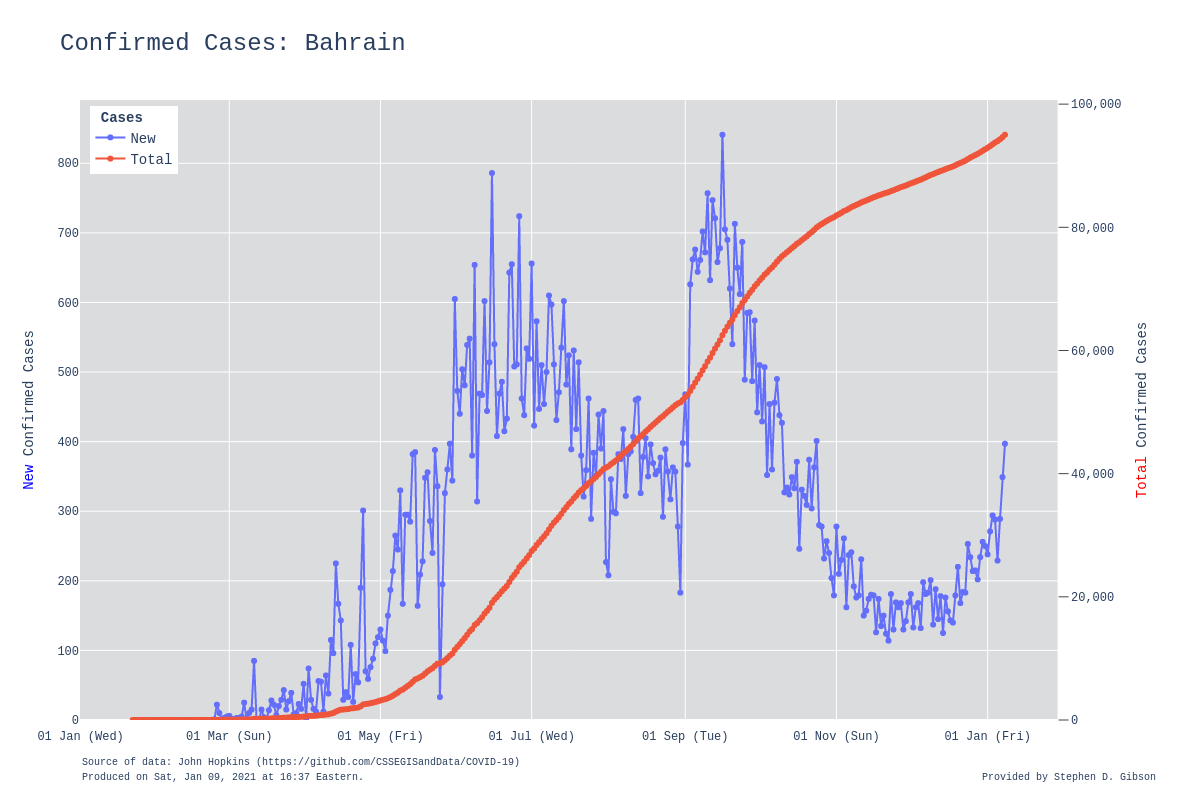 Confirmed Cases: Bahrain
Cases
New
Total
800
700
600
500
400
300
200
100
0
New Confirmed Cases
100,000
80,000
60,000
40,000
20,000
0
Total Confirmed Cases
01 Jan (Wed) 01 Mar (Sun) 01 May (Fri) 01 Jul (Wed) 01 Sep (Tue) 01 Nov (Sun) 01 Jan (Fri)
Source of data: John Hopkins (https://github.com/CSSEGISandData/COVID-19)
Produced on Sat, Jan 09, 2021 at 16:37 Eastern.
Provided by Stephen D. Gibson